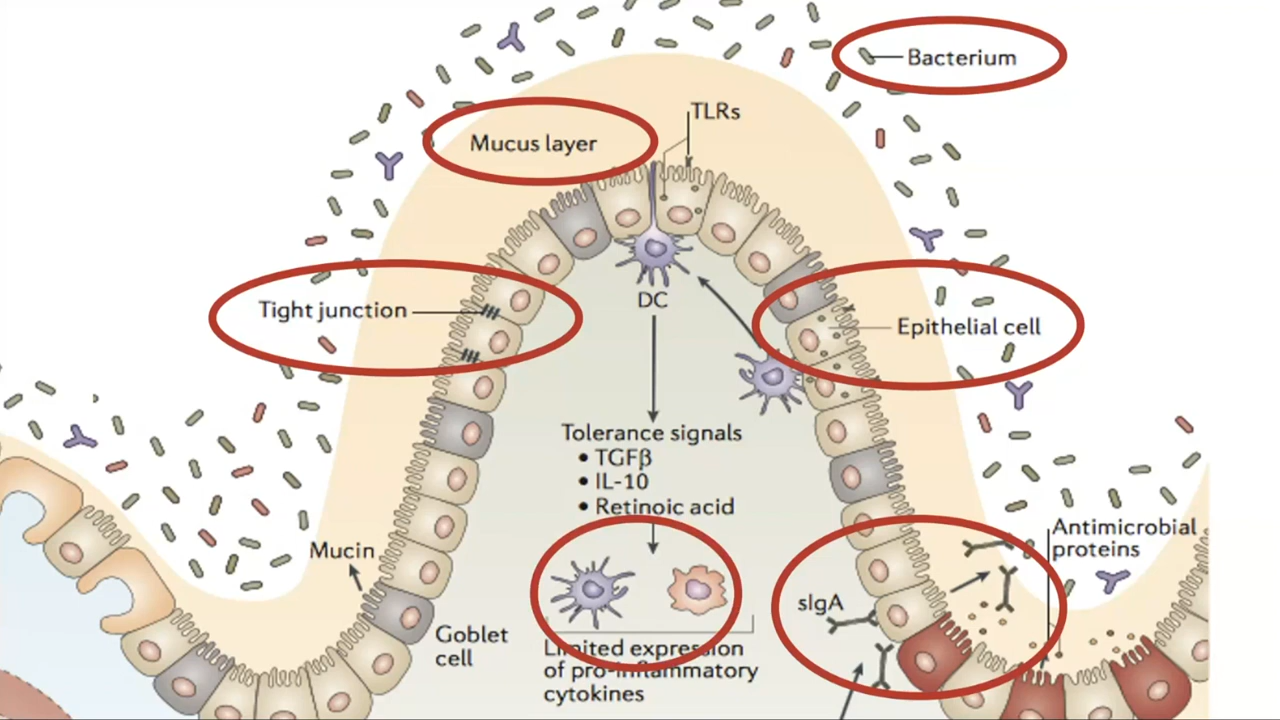 Bacterium
TLRs
Mucus layer
DC
Tight junction
Epithelial cell
Tolerance signals
• TGFβ
• IL-10
• Retinoic acid
Antimicrobial
proteins
Mucin
sIgA
Goblet
cell
Limited expression
of pro-inflammatory
cytokines